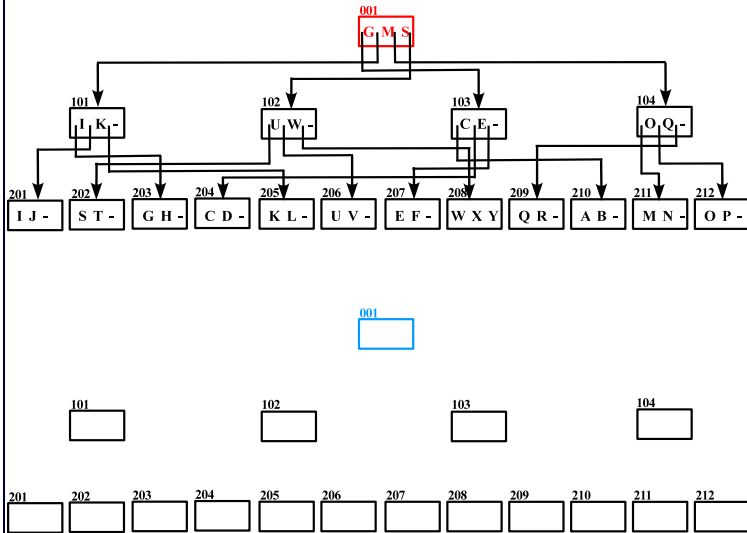 001
G M S
101 102 103 104
I K - U W - C E - O Q -
201 202 203 204 205 206 207 208 209 210 211 212
I J - S T - G H - C D - K L - U V - E F - W X Y Q R - A B - M N - O P -
001
101 102 103 104
201 202 203 204 205 206 207 208 209 210 211 212